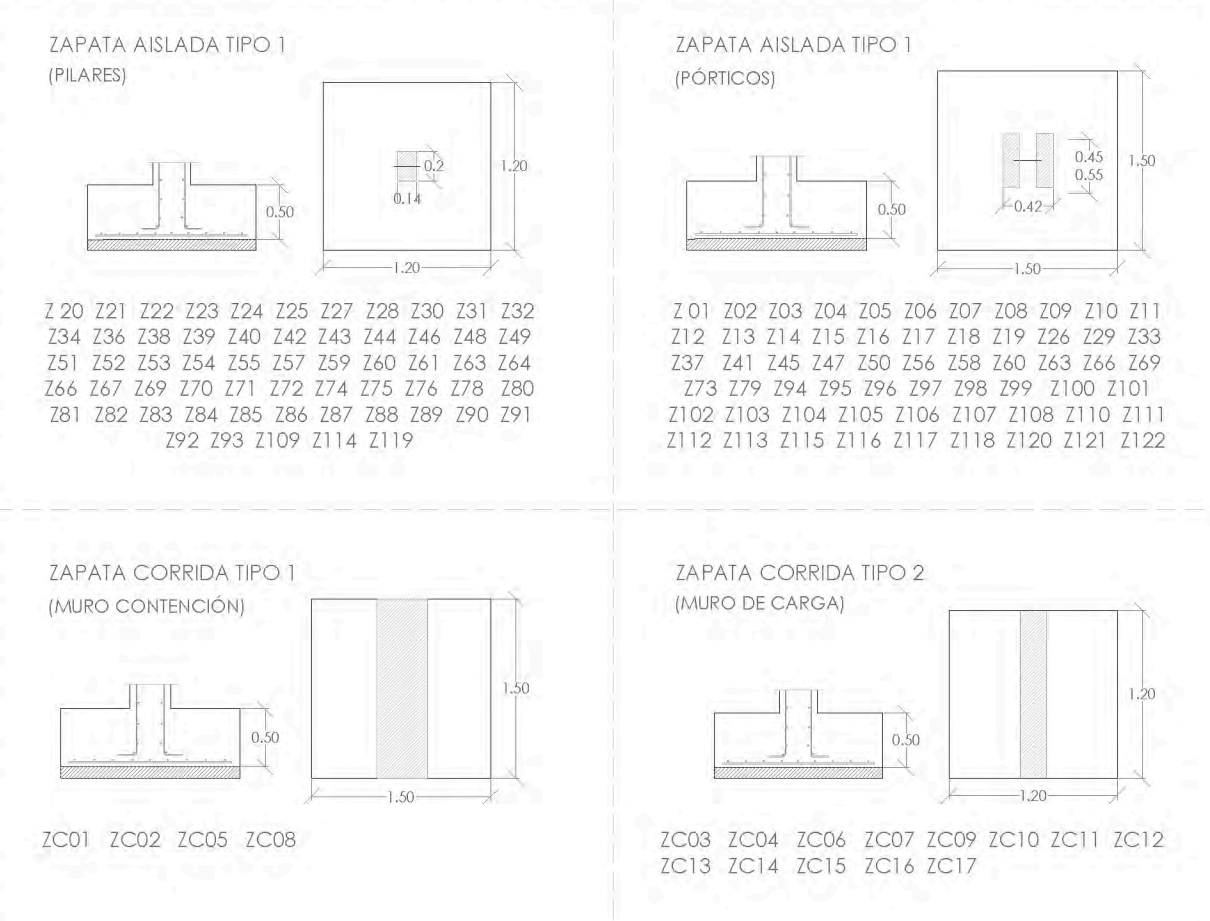 ZAPATA AISLADA TIPO 1
(PILARES)
0.2
0.14
1.20
0.50
1.20
Z 20 Z21 Z22 Z23 Z24 Z25 Z27 Z28 Z30 Z31 Z32
Z34 Z36 Z38 Z39 Z40 Z42 Z43 Z44 Z46 Z48 Z49
Z51 Z52 Z53 Z54 Z55 Z57 Z59 Z60 Z61 Z63 Z64
Z66 Z67 Z69 Z70 Z71 Z72 Z74 Z75 Z76 Z78 Z80
Z81 Z82 Z83 Z84 Z85 Z86 Z87 Z88 Z89 Z90 Z91
Z92 Z93 Z109 Z114 Z119
ZAPATA AISLADA TIPO 1
(PÓRTICOS)
0.45
0.55
1.50
0.42
0.50
1.50
Z 01 Z02 Z03 Z04 Z05 Z06 Z07 Z08 Z09 Z10 Z11
Z12 Z13 Z14 Z15 Z16 Z17 Z18 Z19 Z26 Z29 Z33
Z37 Z41 Z45 Z47 Z50 Z56 Z58 Z60 Z63 Z66 Z69
Z73 Z79 Z94 Z95 Z96 Z97 Z98 Z99 Z100 Z101
Z102 Z103 Z104 Z105 Z106 Z107 Z108 Z110 Z111
Z112 Z113 Z115 Z116 Z117 Z118 Z120 Z121 Z122
ZAPATA CORRIDA TIPO 1
(MURO CONTENCIÓN)
1.50
0.50
1.50
ZC01 ZC02 ZC05 ZC08
ZAPATA CORRIDA TIPO 2
(MURO DE CARGA)
1.20
0.50
1.20
ZC03 ZC04 ZC06 ZC07 ZC09 ZC10 ZC11 ZC12
ZC13 ZC14 ZC15 ZC16 ZC17